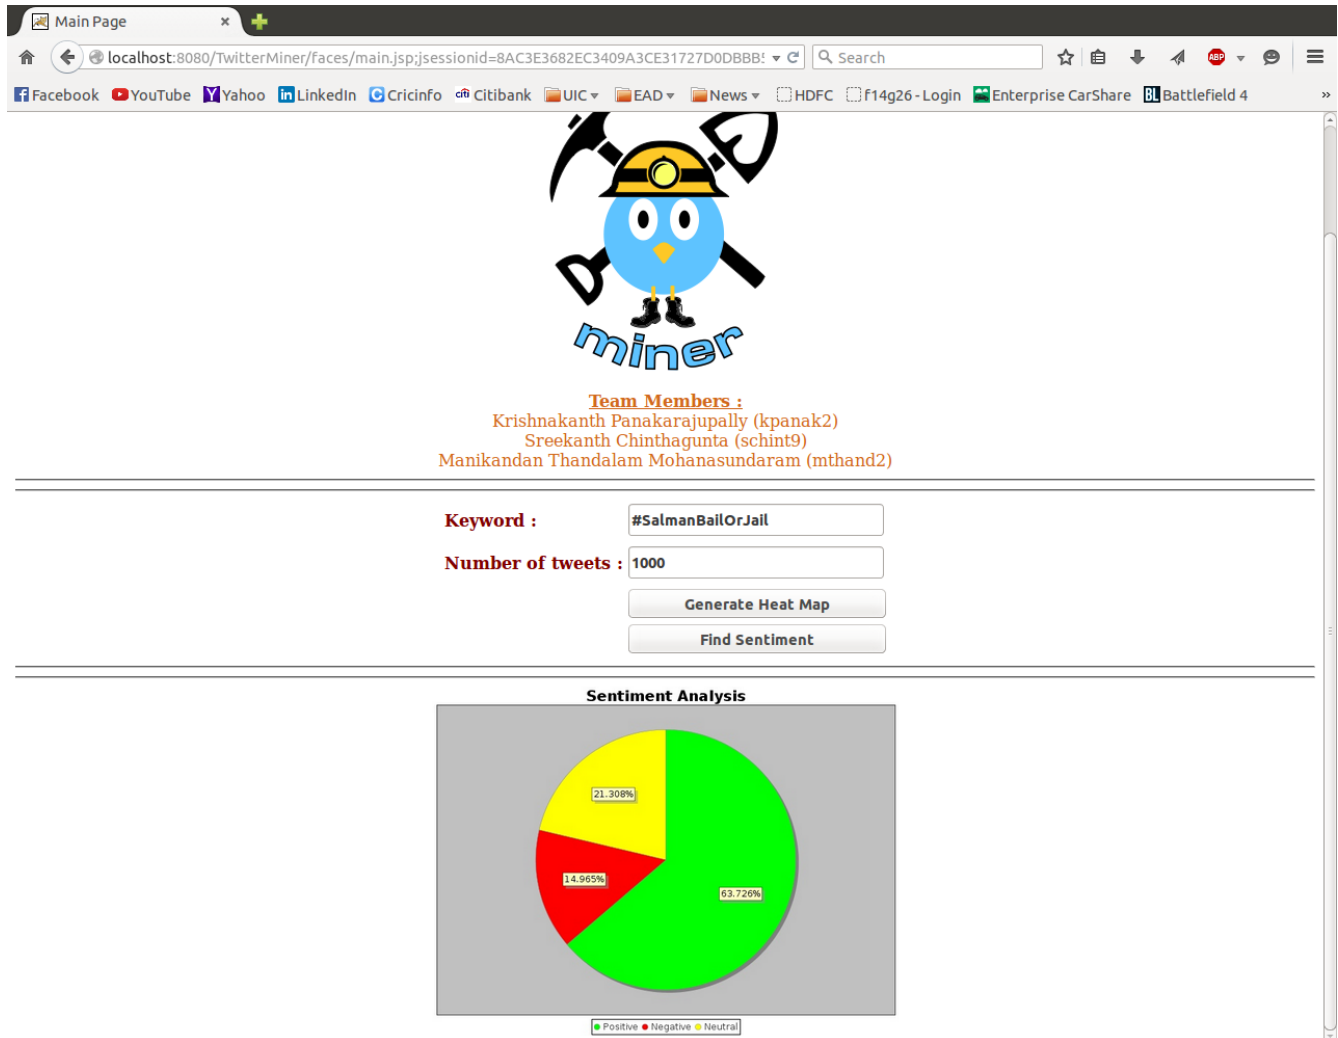 Main Page
localhost:8080/TwitterMiner/faces/main.jsp;jsessionid=8AC3E3682EC3409A3CE31727D0DBBB
Search
ABP
Facebook YouTube Yahoo LinkedIn Cricinfo citi Citibank UIC EAD News HDFC f14g26 - Login Enterprise CarShare BL Battlefield 4 »
miner
Team Members :
Krishnakanth Panakarajupally (kpanak2)
Sreekanth Chinthagunta (schint9)
Manikandan Thandalam Mohanasundaram (mthand2)
Keyword : #SalmanBailOrJail
Number of tweets : 1000
Generate Heat Map
Find Sentiment
Sentiment Analysis
21.308%
14.965%
63.726%
Positive Negative Neutral